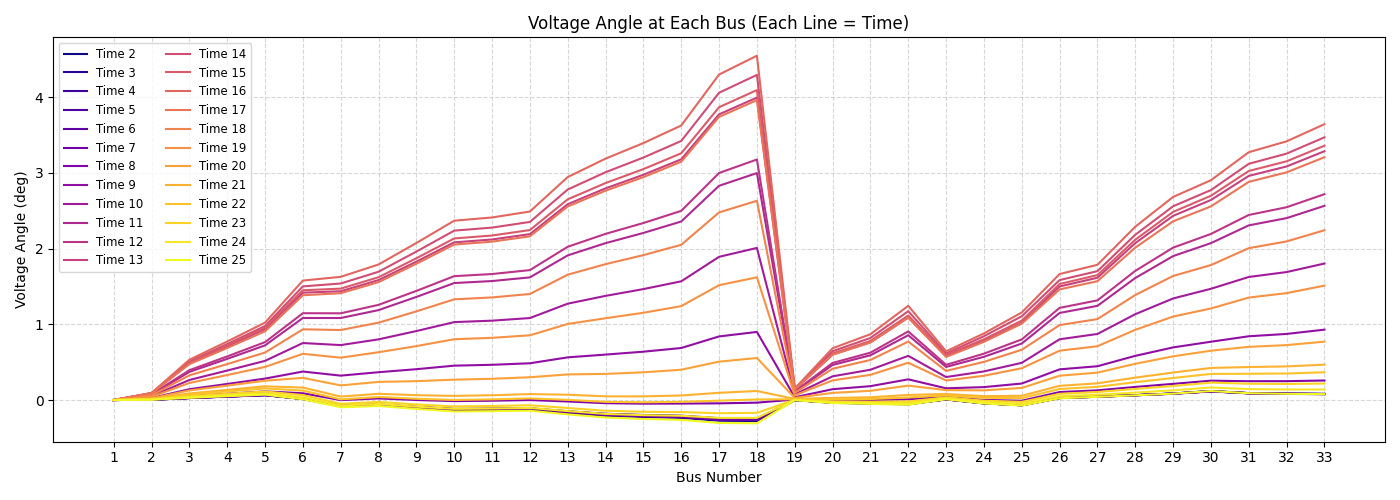 Voltage Angle at Each Bus (Each Line = Time)
Voltage Angle (deg)
4
3
2
1
0
Time 2
Time 3
Time 4
Time 5
Time 6
Time 7
Time 8
Time 9
Time 10
Time 11
Time 12
Time 13
Time 14
Time 15
Time 16
Time 17
Time 18
Time 19
Time 20
Time 21
Time 22
Time 23
Time 24
Time 25
1 2 3 4 5 6 7 8 9 10 11 12 13 14 15 16 17 18 19 20 21 22 23 24 25 26 27 28 29 30 31 32 33
Bus Number